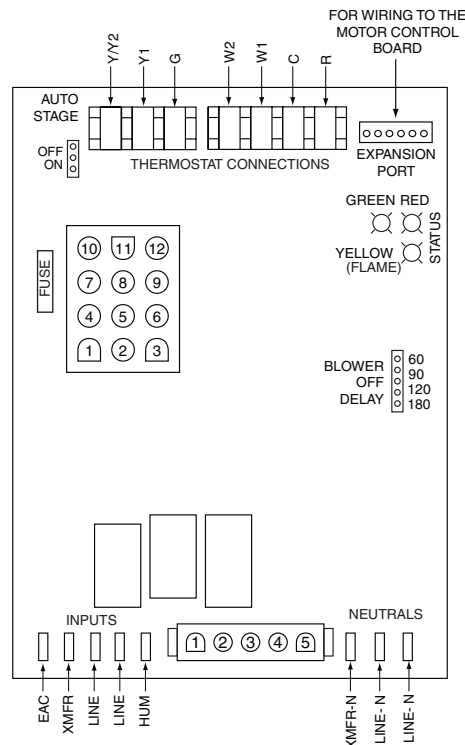 FOR WIRING TO THE
MOTOR CONTROL
BOARD
Y/Y2
Y1
G
W2
W1
C
R
AUTO
STAGE
OFF
ON
THERMOSTAT CONNECTIONS
EXPANSION
PORT
GREEN RED
STATUS
YELLOW
(FLAME)
FUSE
10 11 12
7 8 9
4 5 6
1 2 3
BLOWER
OFF
DELAY
60
90
120
180
INPUTS
NEUTRALS
1 2 3 4 5
EAC
XMFR
LINE
LINE
HUM
XMFR-N
LINE- N
LINE- N